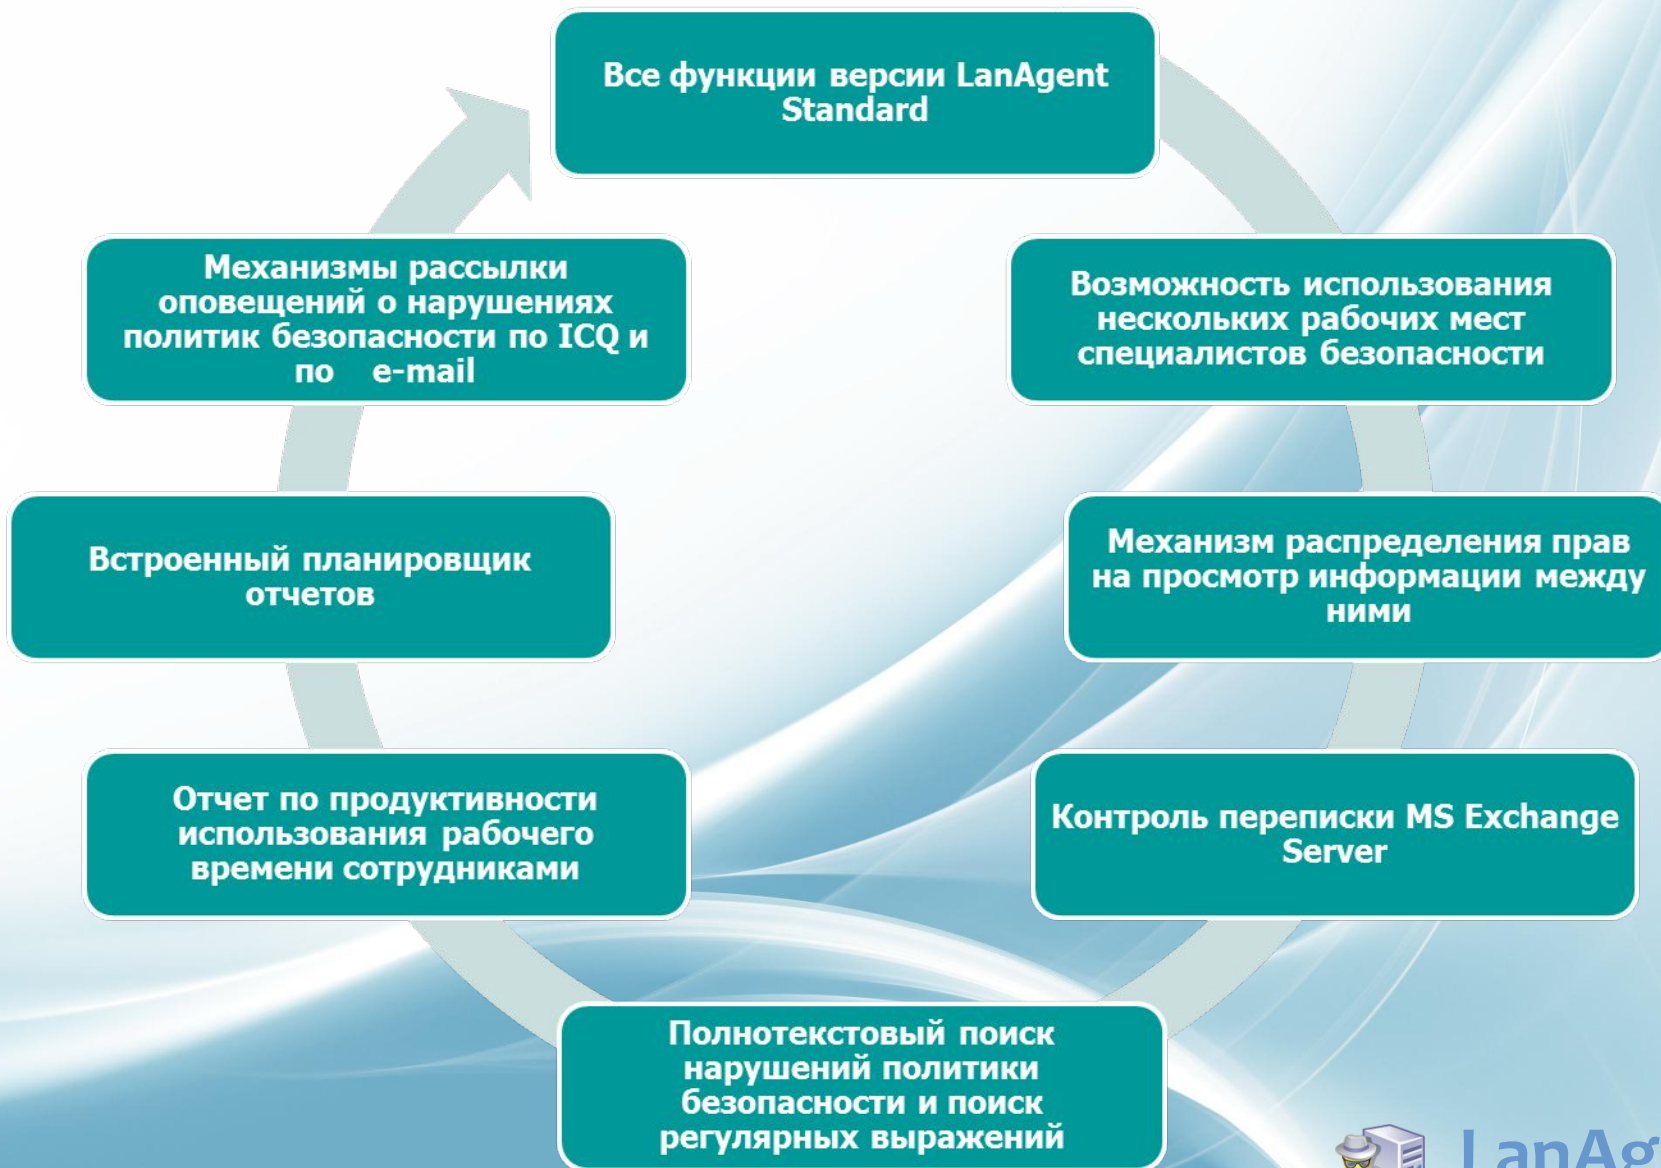 Все функции версии LanAgent
Standard
Возможность использования
нескольких рабочих мест
специалистов безопасности
Механизм распределения прав
на просмотр информации между
ними
Контроль переписки MS Exchange
Server
Полнотекстовый поиск
нарушений политики
безопасности и поиск
регулярных выражений
Отчет по продуктивности
использования рабочего
времени сотрудниками
Встроенный планировщик
отчетов
Механизмы рассылки
оповещений о нарушениях
политик безопасности по ICQ и
по e-mail